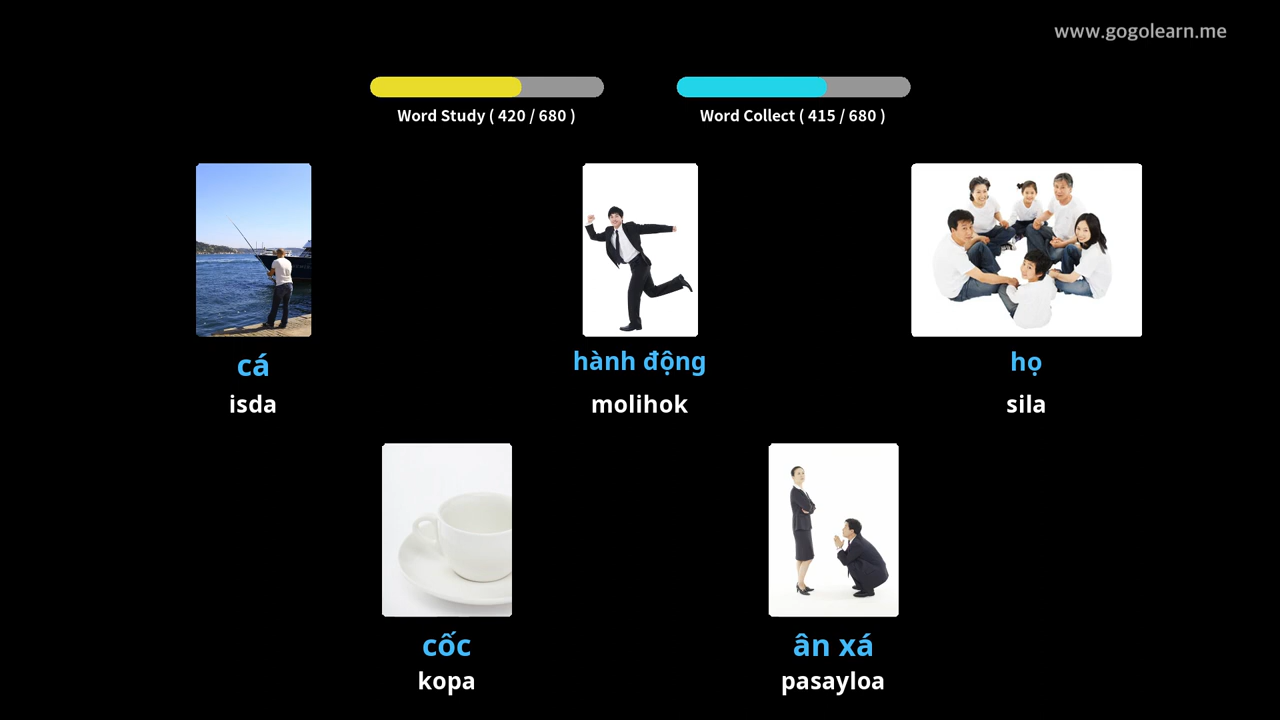 www.gogolearn.me
Word Study ( 420 / 680 )
Word Collect ( 415 / 680 )
cá
isda
hành động
molihok
họ
sila
cốc
kopa
ân xá
pasayloa